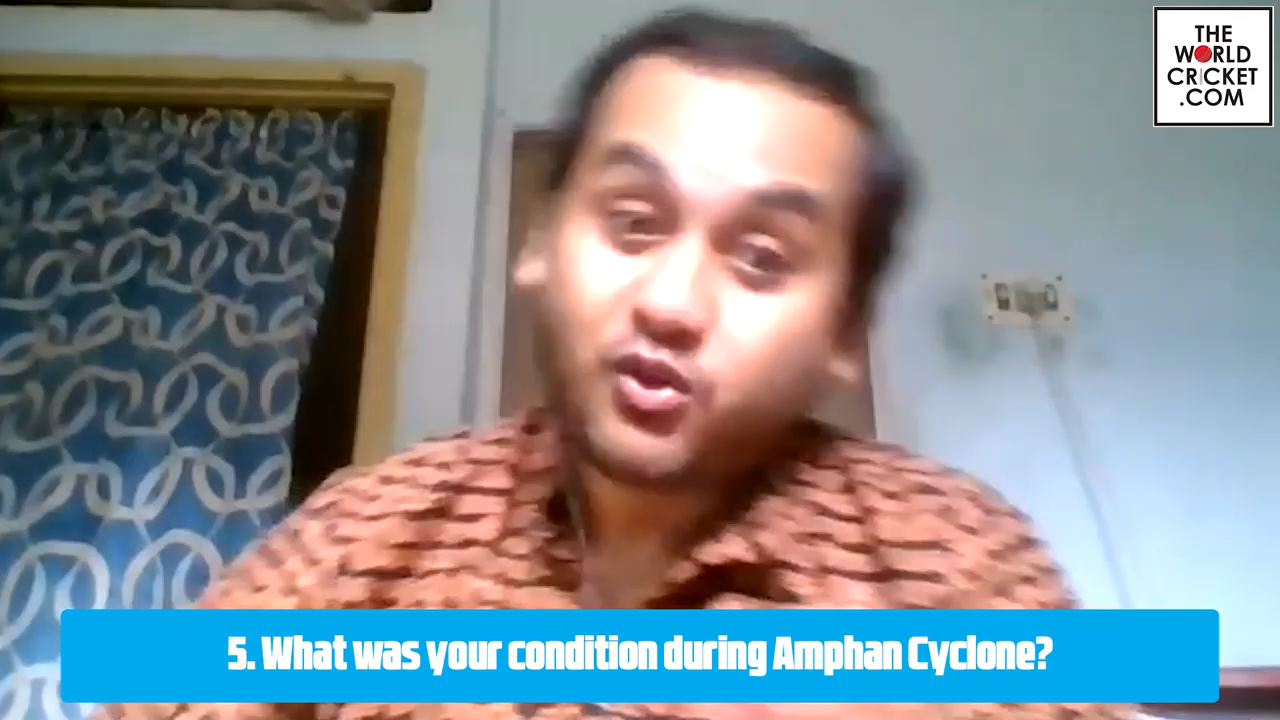 THE
WORLD
CRICKET
.COM
5. What was your condition during Amphan Cyclone?